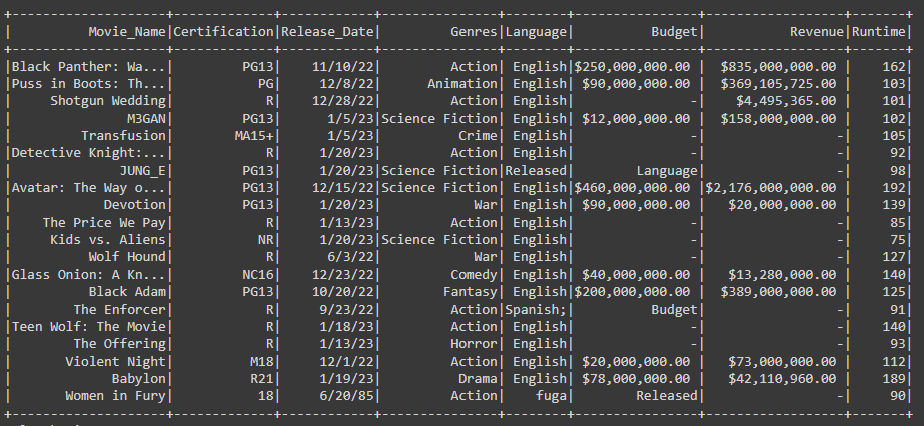 +------------------+-------------+------------+---------------+--------+---------------+-----------------+-------+
|        Movie_Name|Certification|Release_Date|         Genres|Language|         Budget|          Revenue|Runtime|
+------------------+-------------+------------+---------------+--------+---------------+-----------------+-------+
|Black Panther: Wa...|         PG13|    11/10/22|         Action| English|$250,000,000.00 |  $835,000,000.00 |    162|
|Puss in Boots: Th...|           PG|     12/8/22|      Animation| English| $90,000,000.00 |  $369,105,725.00 |    103|
|     Shotgun Wedding|            R|    12/28/22|         Action| English|              -|    $4,495,365.00 |    101|
|               M3GAN|         PG13|      1/5/23|Science Fiction| English| $12,000,000.00 |  $158,000,000.00 |    102|
|         Transfusion|        MA15+|      1/5/23|          Crime| English|              -|                -|    105|
|Detective Knight:...|            R|     1/20/23|         Action| English|              -|                -|     92|
|              JUNG_E|         PG13|     1/20/23|Science Fiction|Released|       Language|                -|     98|
|Avatar: The Way o...|         PG13|    12/15/22|Science Fiction| English|$460,000,000.00 |$2,176,000,000.00 |    192|
|            Devotion|         PG13|     1/20/23|            War| English| $90,000,000.00 |   $20,000,000.00 |    139|
|    The Price We Pay|            R|     1/13/23|         Action| English|              -|                -|     85|
|     Kids vs. Aliens|           NR|     1/20/23|Science Fiction| English|              -|                -|     75|
|          Wolf Hound|            R|      6/3/22|            War| English|              -|                -|    127|
|Glass Onion: A Kn...|         NC16|    12/23/22|         Comedy| English| $40,000,000.00 |   $13,280,000.00 |    140|
|          Black Adam|         PG13|    10/20/22|        Fantasy| English|$200,000,000.00 |  $389,000,000.00 |    125|
|        The Enforcer|            R|     9/23/22|         Action|Spanish;|         Budget|                -|     91|
|Teen Wolf: The Movie|            R|     1/18/23|         Action| English|              -|                -|    140|
|        The Offering|            R|     1/13/23|         Horror| English|              -|                -|     93|
|       Violent Night|          M18|     12/1/22|         Action| English| $20,000,000.00 |   $73,000,000.00 |    112|
|             Babylon|          R21|     1/19/23|          Drama| English| $78,000,000.00 |   $42,110,960.00 |    189|
|       Women in Fury|           18|     6/20/85|         Action|    fuga|       Released|                -|     90|
+------------------+-------------+------------+---------------+--------+---------------+-----------------+-------+